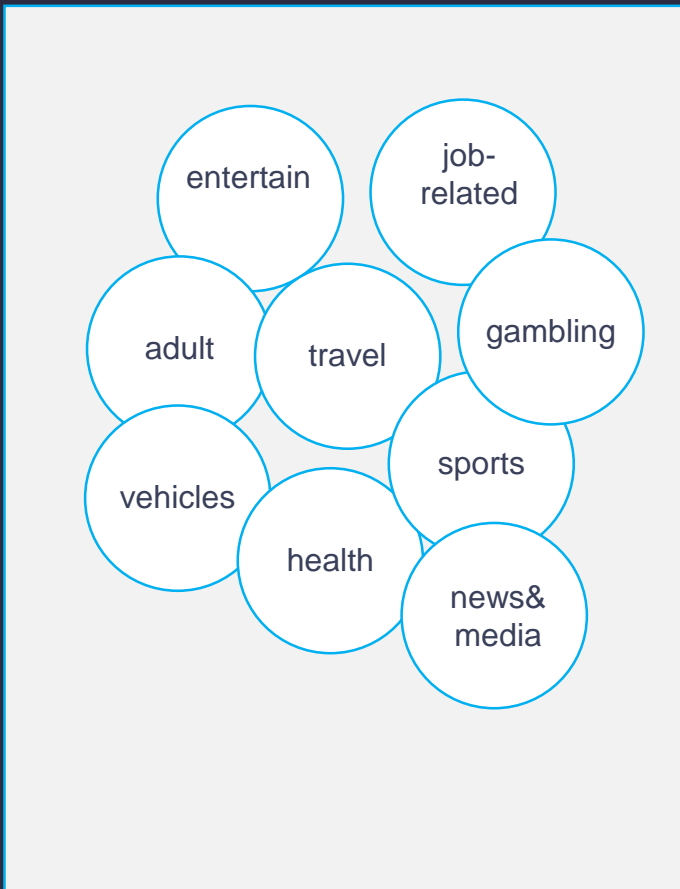 entertain
job-
related
adult
travel
gambling
vehicles
sports
health
news&
media